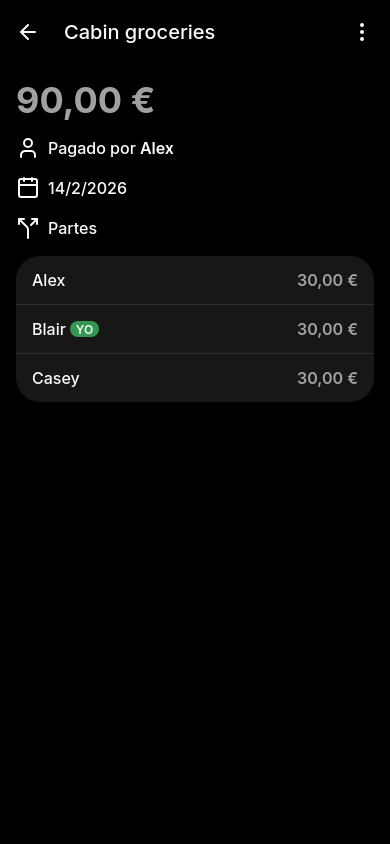 Cabin groceries
90,00 €
Pagado por Alex
14/2/2026
Partes
Alex 30,00 €
Blair YO 30,00 €
Casey 30,00 €